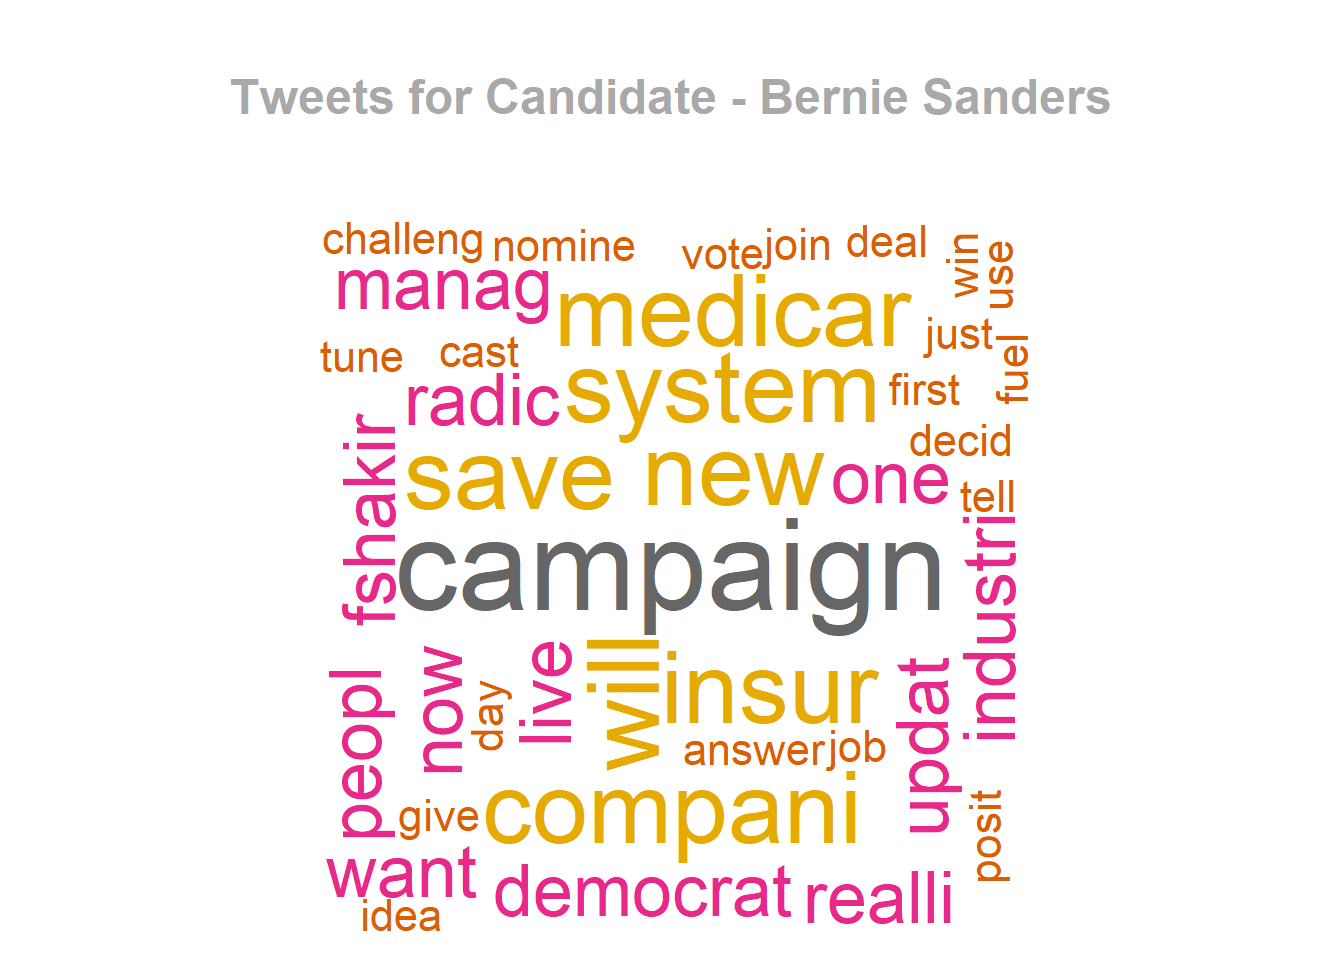 Tweets for Candidate - Bernie Sanders
challeng
nomine
vote
join
deal
win
use
manag
medicar
just
fuel
tune
cast
radic
system
first
decid
fshakir
save
new
one
tell
campaign
industri
peopl
now
day
live
will
insur
updat
answer
job
give
compani
posit
want
democrat
realli
idea